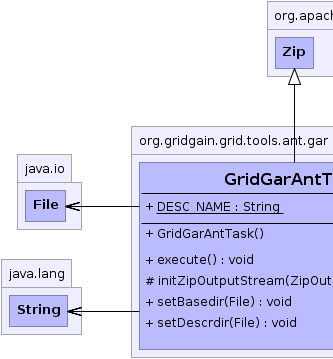 org.apach
Zip
org.gridgain.grid.tools.ant.gar
java.io
File
GridGarAntT
+ DESC_NAME : String
+ GridGarAntTask()
+ execute() : void
# initZipOutputStream(ZipOut
+ setBasedir(File) : void
+ setDescrdir(File) : void
java.lang
String